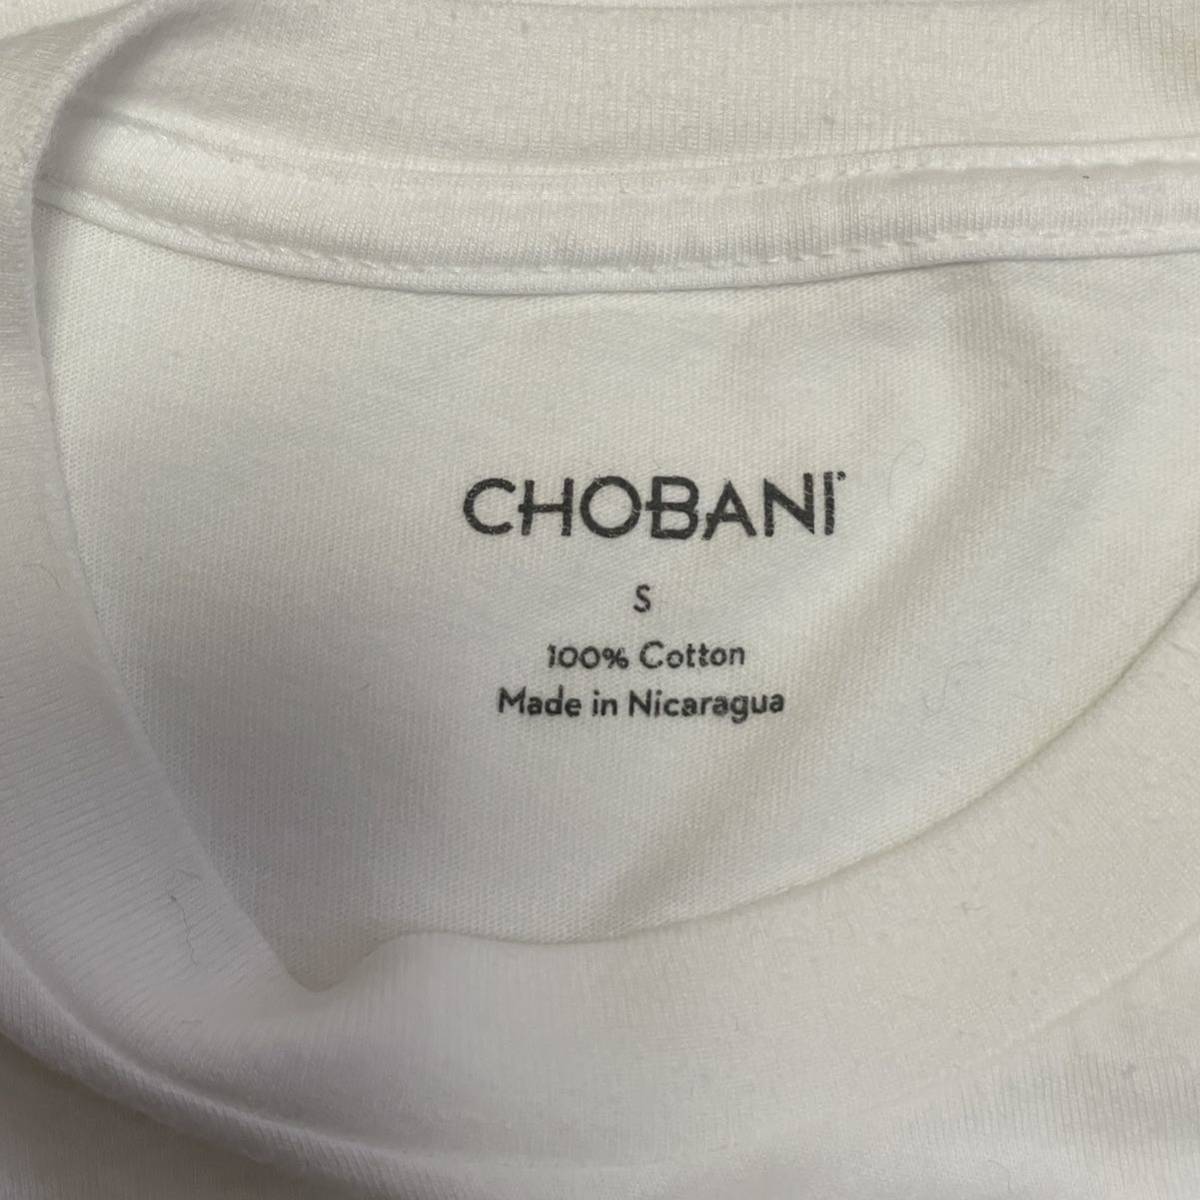 CHOBANI
S
100% Cotton
Made in Nicaragua